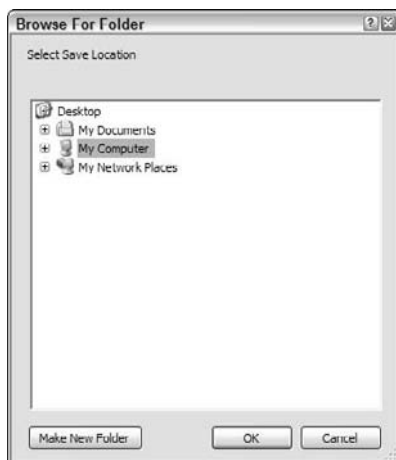 Browse For Folder
Select Save Location
Desktop
My Documents
My Computer
My Network Places
Make New Folder OK Cancel